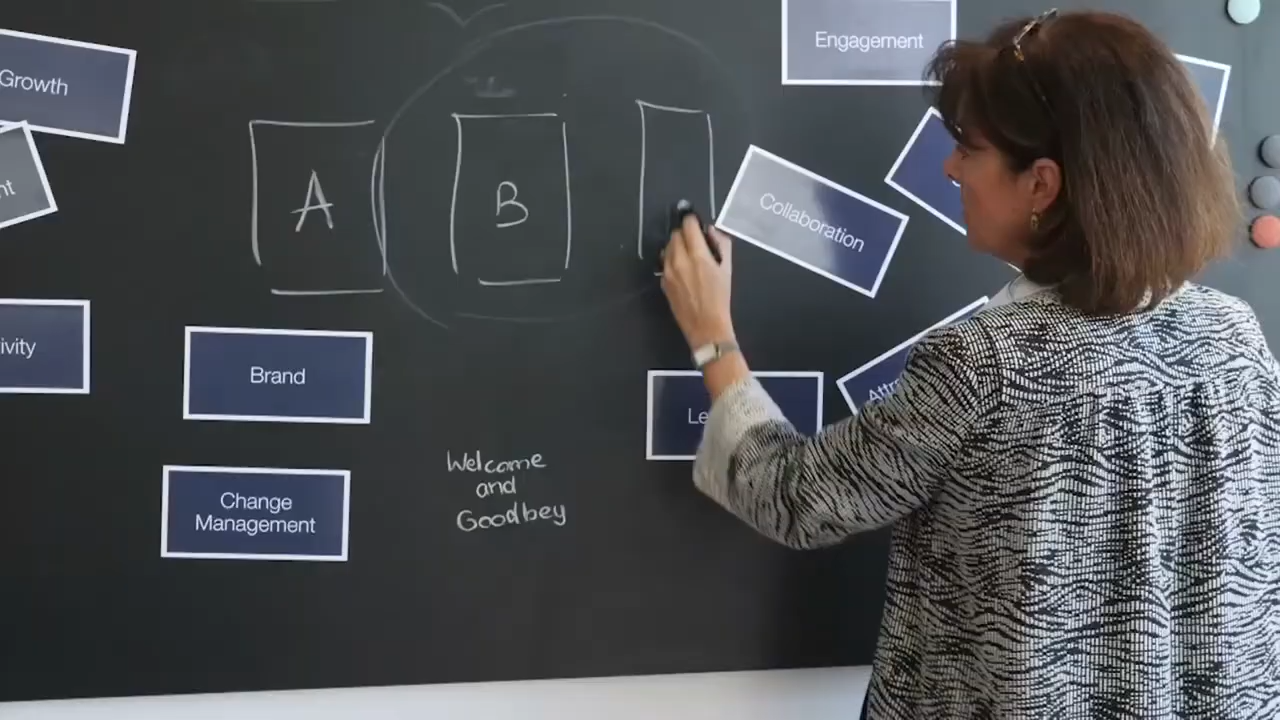 Growth
Engagement
A
B
Collaboration
Brand
Welcome
and
Goodbey
Change
Management